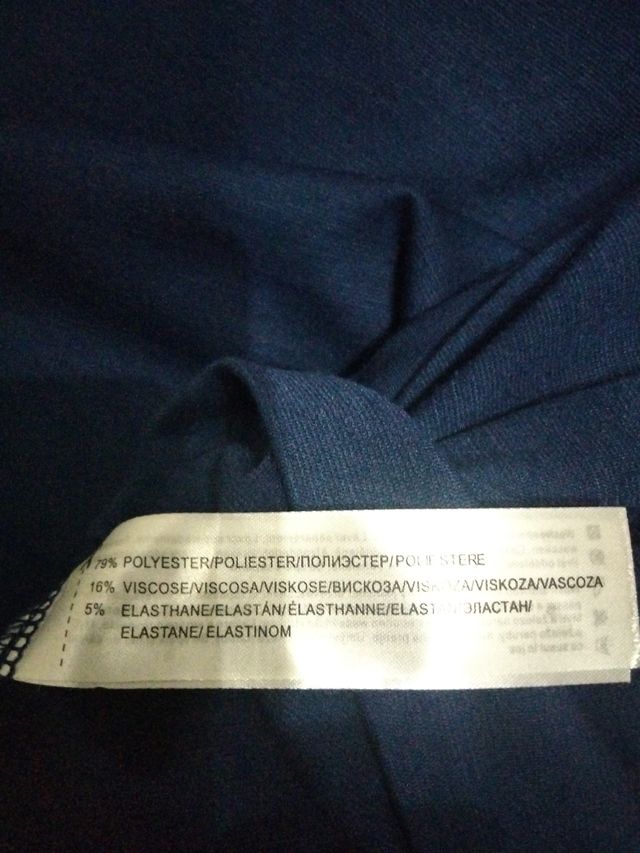 79% POLYESTER/POLIESTER/ПОЛИЭСТЕР/POLIESTERE
16% VISCOSE/VISCOSA/VISKOSE/ВИСКОЗА/VISKOZA/VISKOZA/VASCOZA
5% ELASTHANE/ELASTÁN/ÉLASTHANNE/ELASTAN/ЭЛАСТАН/
ELASTANE/ELASTINOM